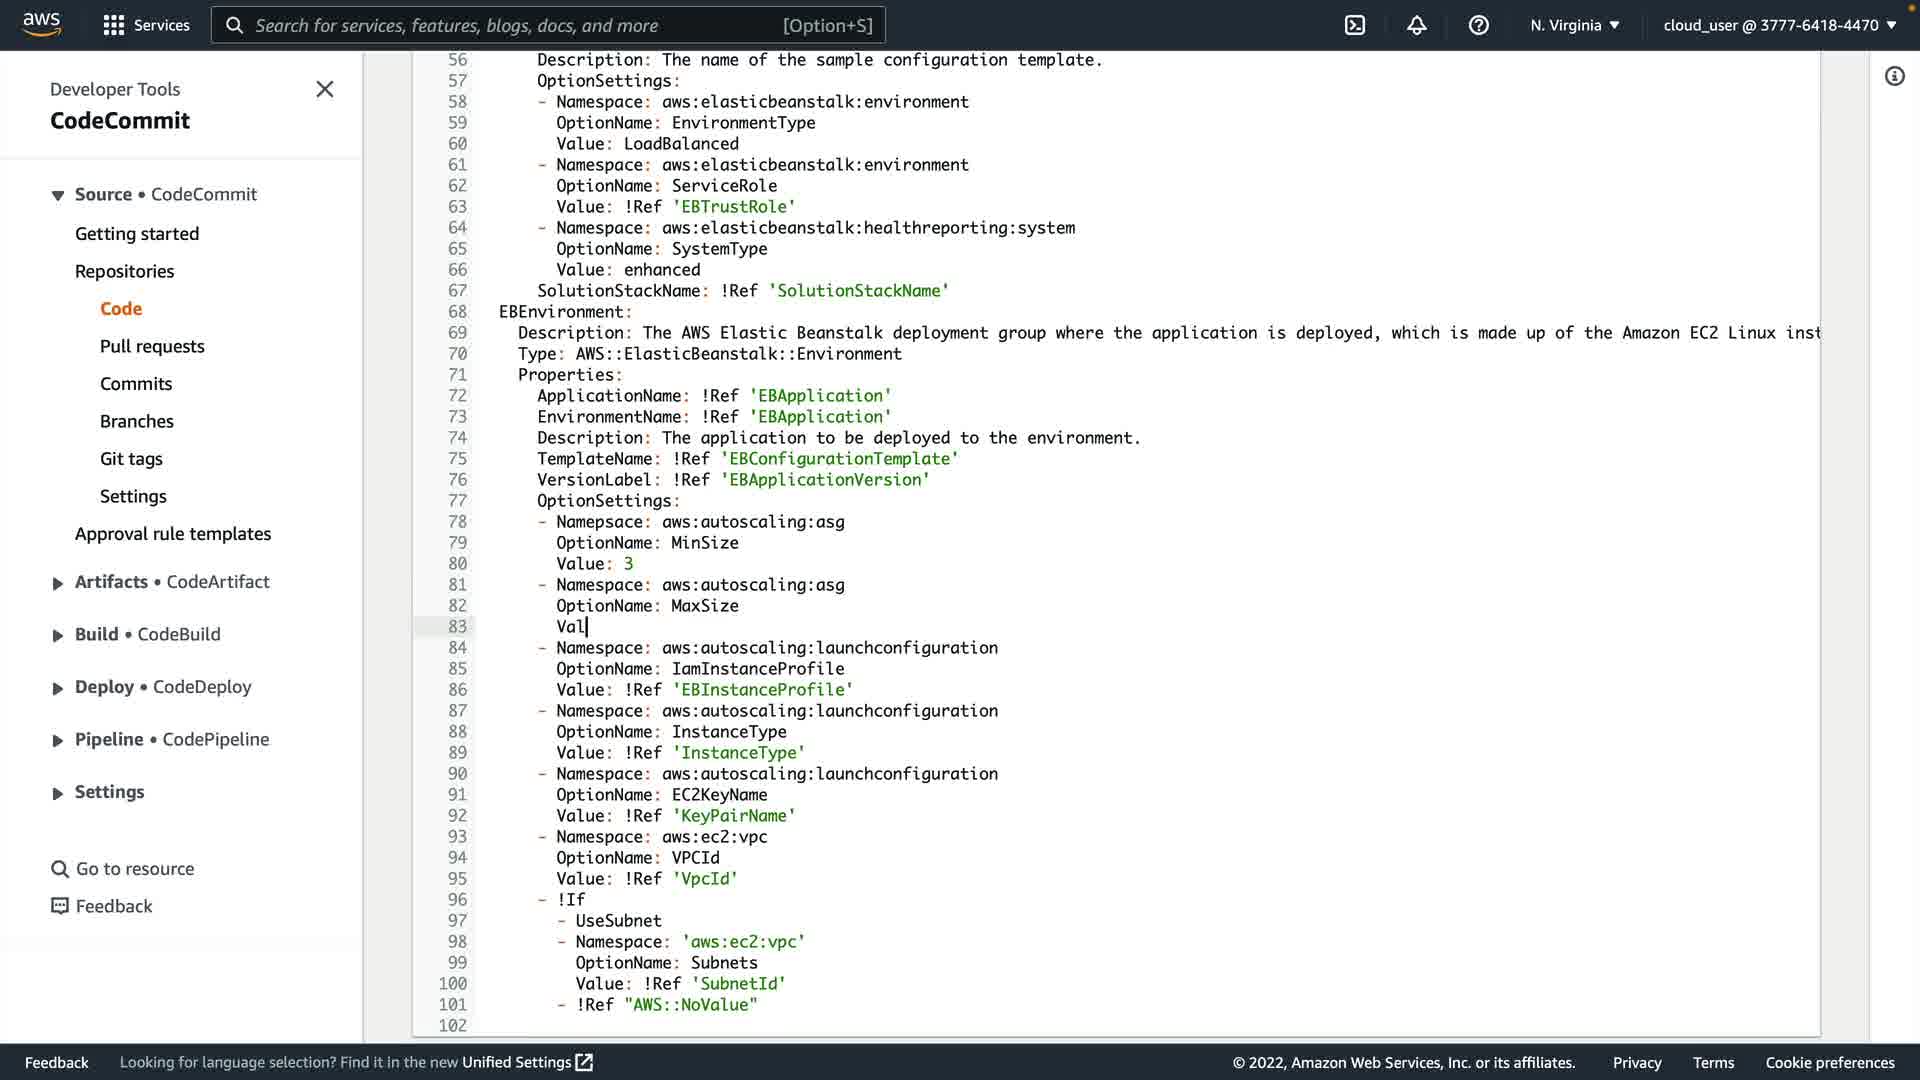 aws
Services
Search for services, features, blogs, docs, and more
[Option+S]
N. Virginia
cloud_user @ 3777-6418-4470
Developer Tools
CodeCommit
Source • CodeCommit
Getting started
Repositories
Code
Pull requests
Commits
Branches
Git tags
Settings
Approval rule templates
Artifacts • CodeArtifact
Build • CodeBuild
Deploy • CodeDeploy
Pipeline • CodePipeline
Settings
Go to resource
Feedback
56 Description: The name of the sample configuration template.
57 OptionSettings:
58 - Namespace: aws:elasticbeanstalk:environment
59 OptionName: EnvironmentType
60 Value: LoadBalanced
61 - Namespace: aws:elasticbeanstalk:environment
62 OptionName: ServiceRole
63 Value: !Ref 'EBTrustRole'
64 - Namespace: aws:elasticbeanstalk:healthreporting:system
65 OptionName: SystemType
66 Value: enhanced
67 SolutionStackName: !Ref 'SolutionStackName'
68 EBEnvironment:
69 Description: The AWS Elastic Beanstalk deployment group where the application is deployed, which is made up of the Amazon EC2 Linux inst
70 Type: AWS::ElasticBeanstalk::Environment
71 Properties:
72 ApplicationName: !Ref 'EBApplication'
73 EnvironmentName: !Ref 'EBApplication'
74 Description: The application to be deployed to the environment.
75 TemplateName: !Ref 'EBConfigurationTemplate'
76 VersionLabel: !Ref 'EBApplicationVersion'
77 OptionSettings:
78 - Namepsace: aws:autoscaling:asg
79 OptionName: MinSize
80 Value: 3
81 - Namespace: aws:autoscaling:asg
82 OptionName: MaxSize
83 Val
84 - Namespace: aws:autoscaling:launchconfiguration
85 OptionName: IamInstanceProfile
86 Value: !Ref 'EBInstanceProfile'
87 - Namespace: aws:autoscaling:launchconfiguration
88 OptionName: InstanceType
89 Value: !Ref 'InstanceType'
90 - Namespace: aws:autoscaling:launchconfiguration
91 OptionName: EC2KeyName
92 Value: !Ref 'KeyPairName'
93 - Namespace: aws:ec2:vpc
94 OptionName: VPCId
95 Value: !Ref 'VpcId'
96 - !If
97 - UseSubnet
98 - Namespace: 'aws:ec2:vpc'
99 OptionName: Subnets
100 Value: !Ref 'SubnetId'
101 - !Ref "AWS::NoValue"
102
Feedback
Looking for language selection? Find it in the new Unified Settings
© 2022, Amazon Web Services, Inc. or its affiliates.
Privacy
Terms
Cookie preferences